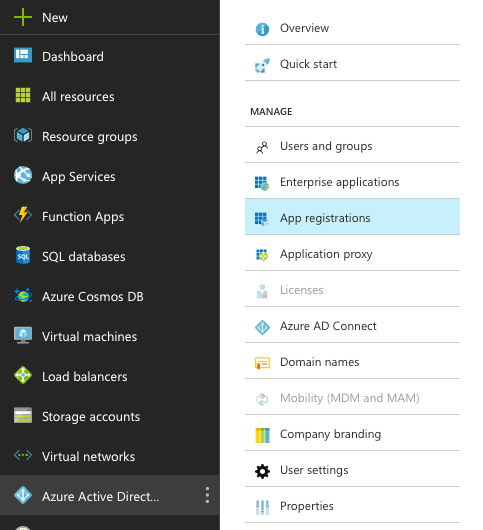 New
Dashboard
All resources
Resource groups
App Services
Function Apps
SQL databases
Azure Cosmos DB
Virtual machines
Load balancers
Storage accounts
Virtual networks
Azure Active Direct...
Overview
Quick start
MANAGE
Users and groups
Enterprise applications
App registrations
Application proxy
Licenses
Azure AD Connect
Domain names
Mobility (MDM and MAM)
Company branding
User settings
Properties